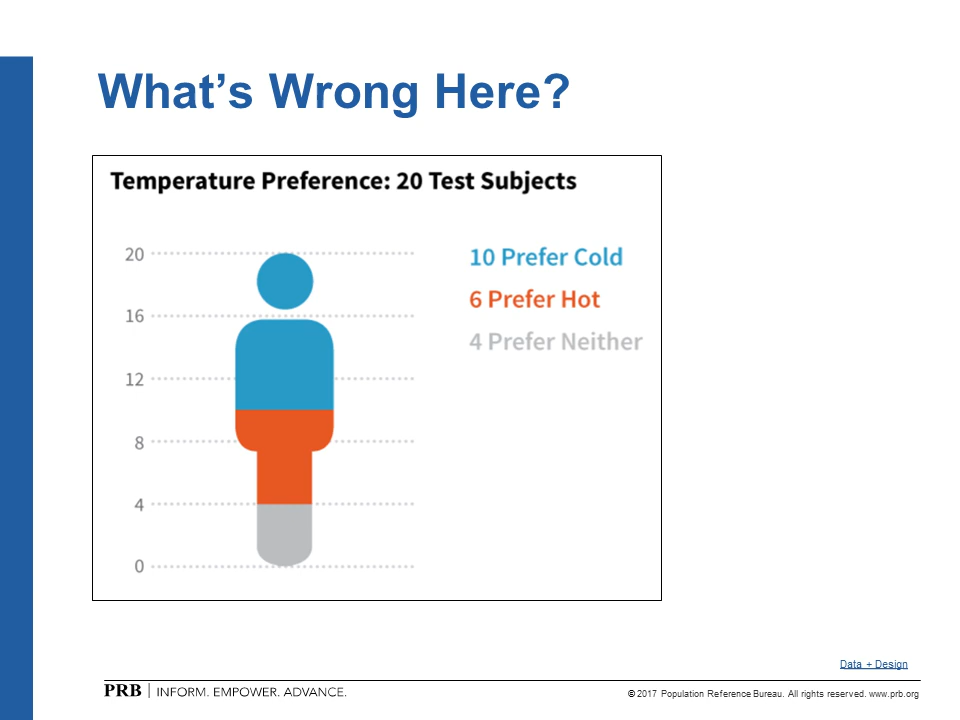 What’s Wrong Here?
Temperature Preference: 20 Test Subjects
20
16
12
8
4
0
10 Prefer Cold
6 Prefer Hot
4 Prefer Neither
Data + Design
PRB | INFORM. EMPOWER. ADVANCE.
© 2017 Population Reference Bureau. All rights reserved. www.prb.org